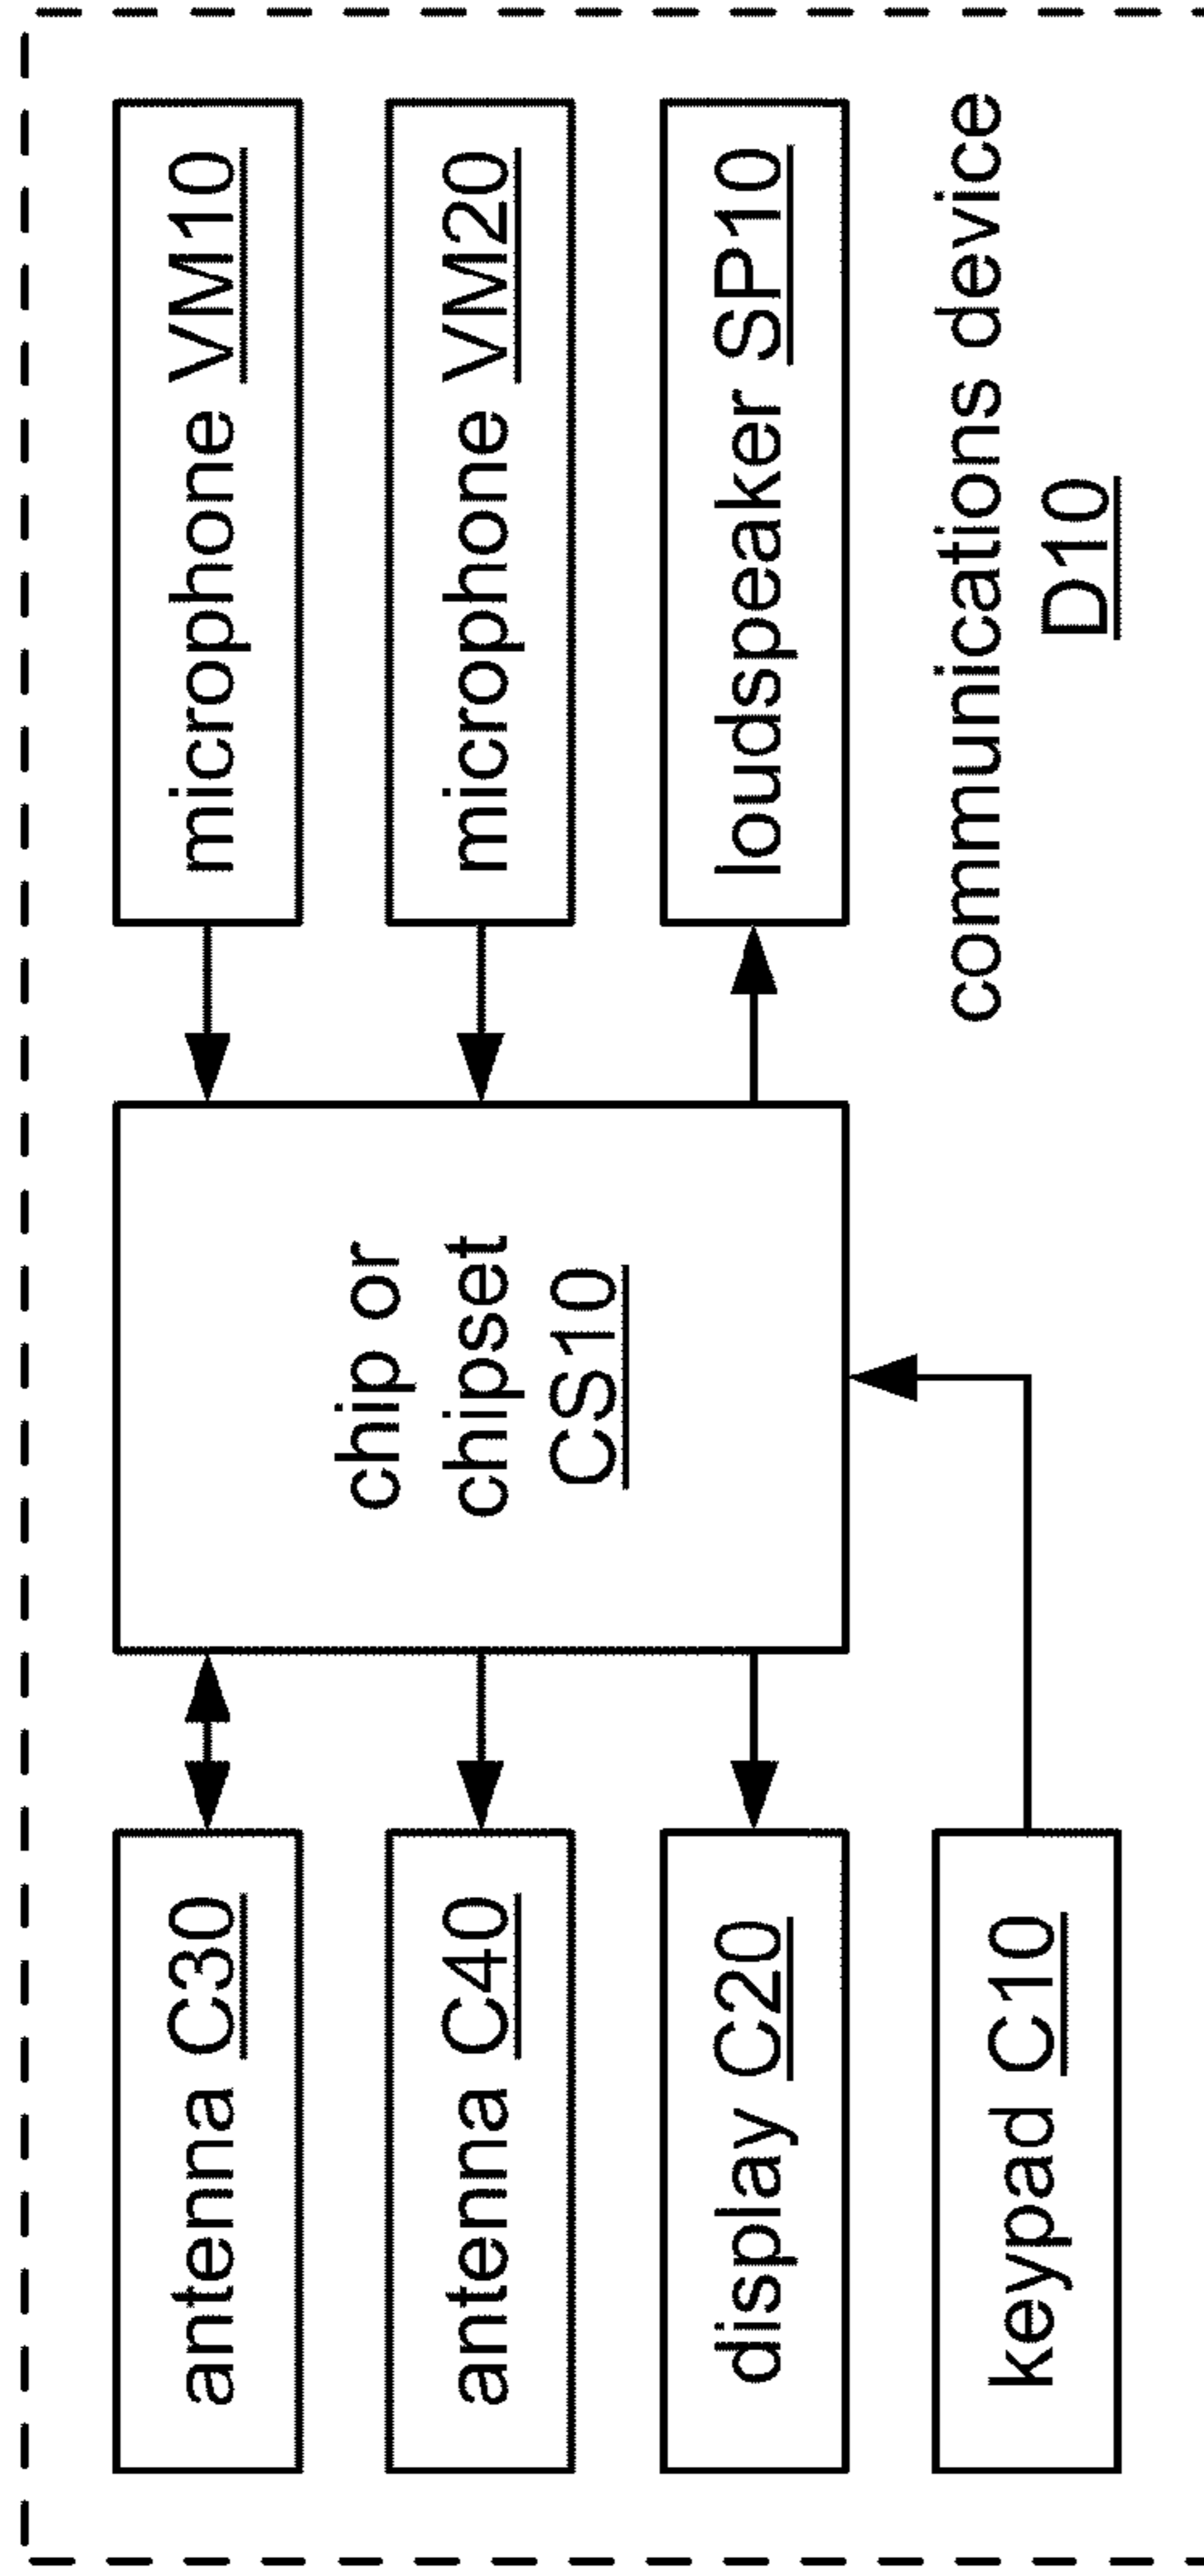 antenna C30
antenna C40
display C20
keypad C10
chip or
chipset
CS10
microphone VM10
microphone VM20
loudspeaker SP10
communications device
D10